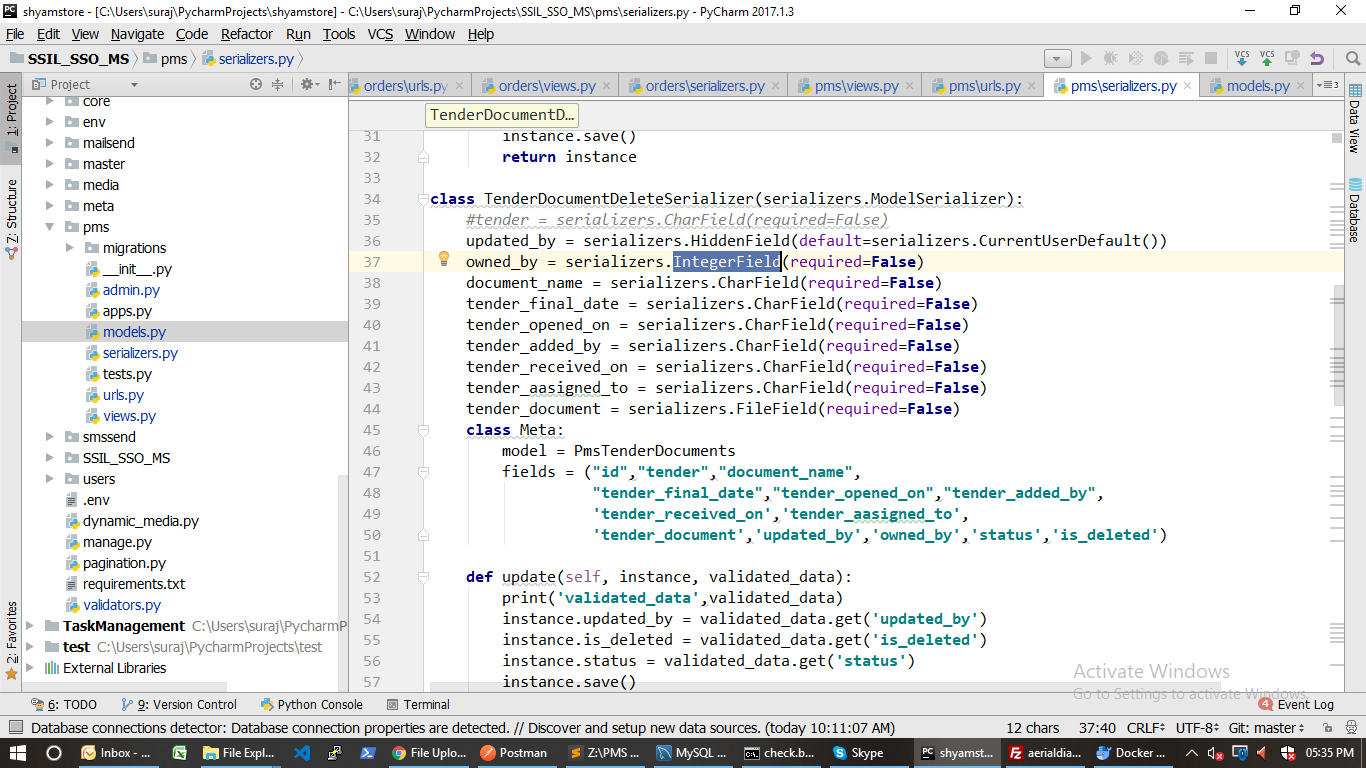 shyamstore - [C:\Users\suraj\PycharmProjects\shyamstore] - C:\Users\suraj\PycharmProjects\SSIL_SSO_MS\pms\serializers.py - PyCharm 2017.1.3
File Edit View Navigate Code Refactor Run Tools VCS Window Help
SSIL_SSO_MS pms serializers.py
VCS VCS
Project
orders\urls.py orders\views.py orders\serializers.py pms\views.py pms\urls.py pms\serializers.py models.py
1: Project
Z: Structure
2: Favorites
core
env
mailsend
master
media
meta
pms
migrations
__init__.py
admin.py
apps.py
models.py
serializers.py
tests.py
urls.py
views.py
smssend
SSIL_SSO_MS
users
.env
dynamic_media.py
manage.py
pagination.py
requirements.txt
validators.py
TaskManagement C:\Users\suraj\PycharmP
test C:\Users\suraj\PycharmProjects\test
External Libraries
TenderDocumentD...
31 instance.save()
32 return instance
33
34 class TenderDocumentDeleteSerializer(serializers.ModelSerializer):
35 #tender = serializers.CharField(required=False)
36 updated_by = serializers.HiddenField(default=serializers.CurrentUserDefault())
37 owned_by = serializers.IntegerField(required=False)
38 document_name = serializers.CharField(required=False)
39 tender_final_date = serializers.CharField(required=False)
40 tender_opened_on = serializers.CharField(required=False)
41 tender_added_by = serializers.CharField(required=False)
42 tender_received_on = serializers.CharField(required=False)
43 tender_aasigned_to = serializers.CharField(required=False)
44 tender_document = serializers.FileField(required=False)
45 class Meta:
46 model = PmsTenderDocuments
47 fields = ("id","tender","document_name",
48 "tender_final_date","tender_opened_on","tender_added_by",
49 'tender_received_on','tender_aasigned_to',
50 'tender_document','updated_by','owned_by','status','is_deleted')
51
52 def update(self, instance, validated_data):
53 print('validated_data',validated_data)
54 instance.updated_by = validated_data.get('updated_by')
55 instance.is_deleted = validated_data.get('is_deleted')
56 instance.status = validated_data.get('status')
57 instance.save()
Data View
Database
Activate Windows
Go to Settings to activate Windows.
6: TODO 9: Version Control Python Console Terminal 4 Event Log
Database connections detector: Database connection properties are detected. // Discover and setup new data sources. (today 10:11:07 AM) 12 chars 37:40 CRLF UTF-8 Git: master
Inbox - ... File Expl... File Uplo... Postman Z:\PMS ... MySQL ... check.b... Skype shyamst... aerialdia... Docker ... 05:35 PM